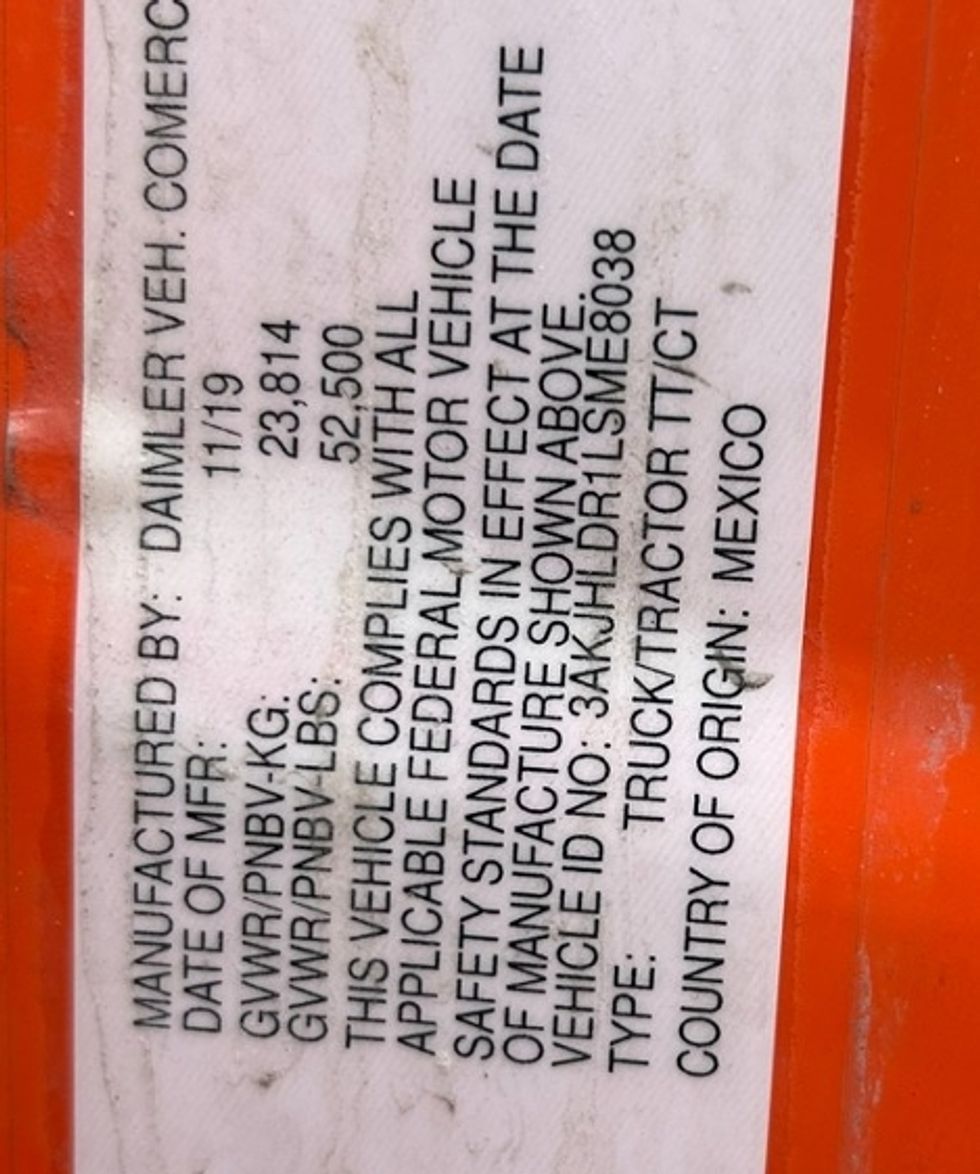 MANUFACTURED BY: DAIMLER VEH. COMERC
DATE OF MFR: 11/19
GVWR/PNBV-KG: 23,814
GVWR/PNBV-LBS: 52,500
THIS VEHICLE COMPLIES WITH ALL
APPLICABLE FEDERAL MOTOR VEHICLE
SAFETY STANDARDS IN EFFECT AT THE DATE
OF MANUFACTURE SHOWN ABOVE.
VEHICLE ID NO: 3AKJHLDR1LSME8038
TYPE: TRUCK/TRACTOR TT/CT
COUNTRY OF ORIGIN: MEXICO